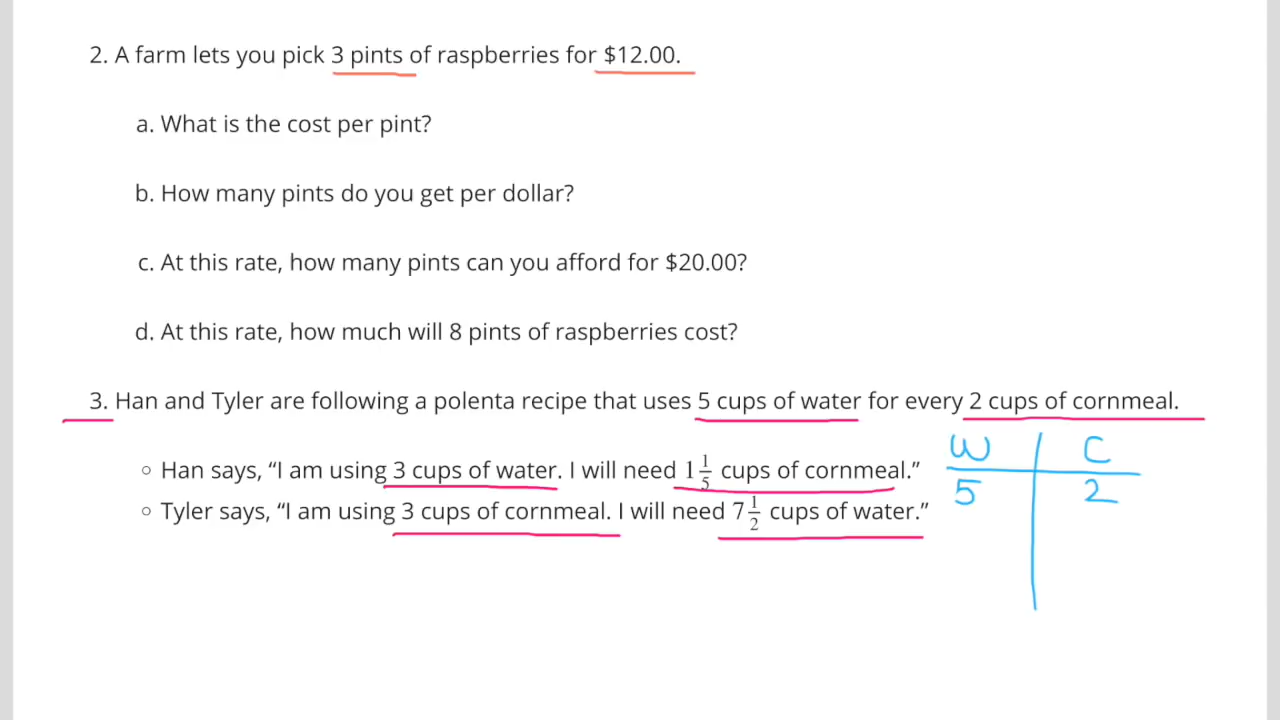 2. A farm lets you pick 3 pints of raspberries for $12.00.
a. What is the cost per pint?
b. How many pints do you get per dollar?
c. At this rate, how many pints can you afford for $20.00?
d. At this rate, how much will 8 pints of raspberries cost?
3. Han and Tyler are following a polenta recipe that uses 5 cups of water for every 2 cups of cornmeal.
W C
◦ Han says, “I am using 3 cups of water. I will need 1 1/5 cups of cornmeal.”
5 2
◦ Tyler says, “I am using 3 cups of cornmeal. I will need 7 1/2 cups of water.”